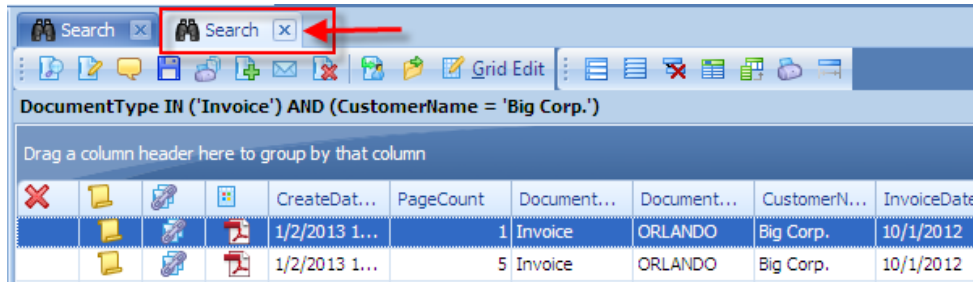 Search Search
Grid Edit
DocumentType IN ('Invoice') AND (CustomerName = 'Big Corp.')
Drag a column header here to group by that column
CreateDat... PageCount Document... Document... CustomerN... InvoiceDate
1/2/2013 1... 1 Invoice ORLANDO Big Corp. 10/1/2012
1/2/2013 1... 5 Invoice ORLANDO Big Corp. 10/1/2012